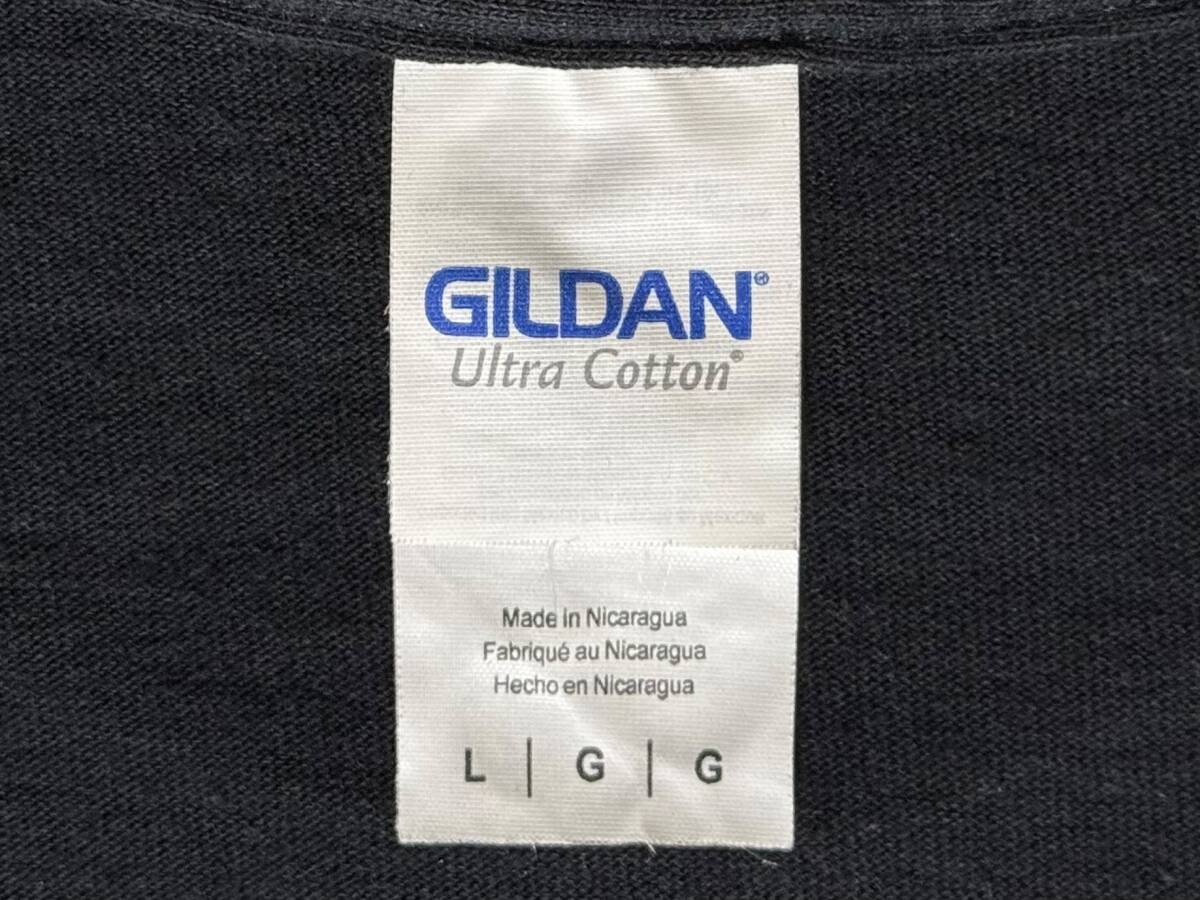 GILDAN®
Ultra Cotton®
Made in Nicaragua
Fabriqué au Nicaragua
Hecho en Nicaragua
L | G | G